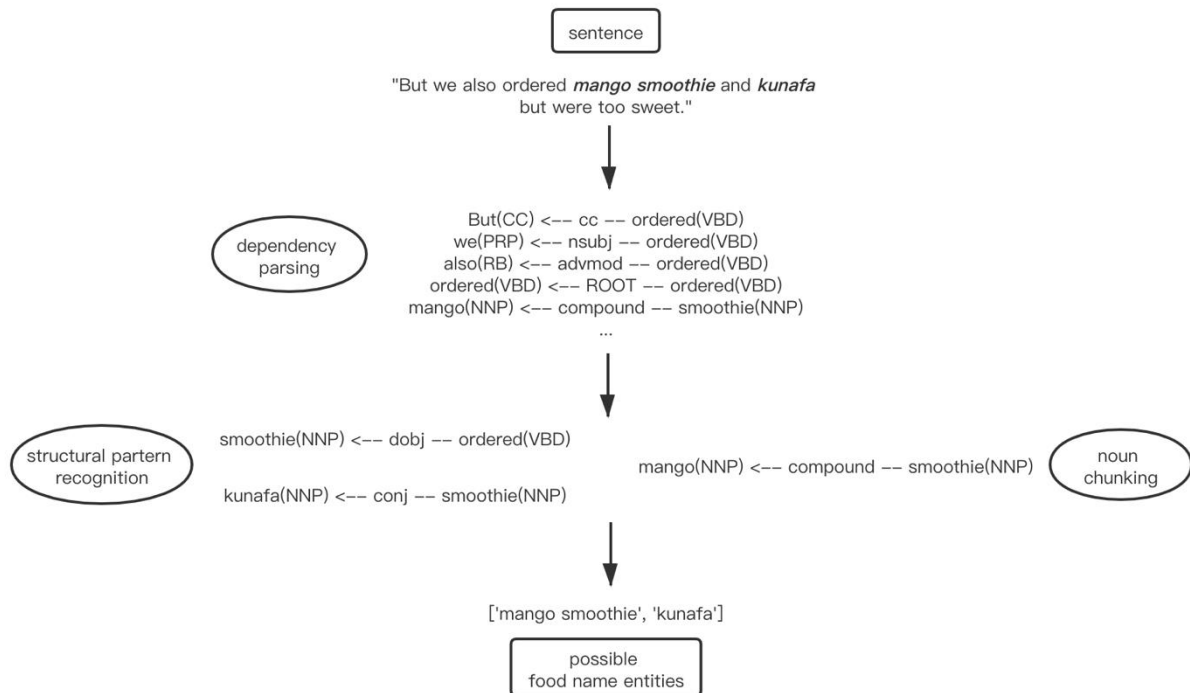 sentence
"But we also ordered mango smoothie and kunafa
but were too sweet."
dependency
parsing
But(CC) <-- cc -- ordered(VBD)
we(PRP) <-- nsubj -- ordered(VBD)
also(RB) <-- advmod -- ordered(VBD)
ordered(VBD) <-- ROOT -- ordered(VBD)
mango(NNP) <-- compound -- smoothie(NNP)
...
structural partern
recognition
smoothie(NNP) <-- dobj -- ordered(VBD)
kunafa(NNP) <-- conj -- smoothie(NNP)
mango(NNP) <-- compound -- smoothie(NNP)
noun
chunking
['mango smoothie', 'kunafa']
possible
food name entities